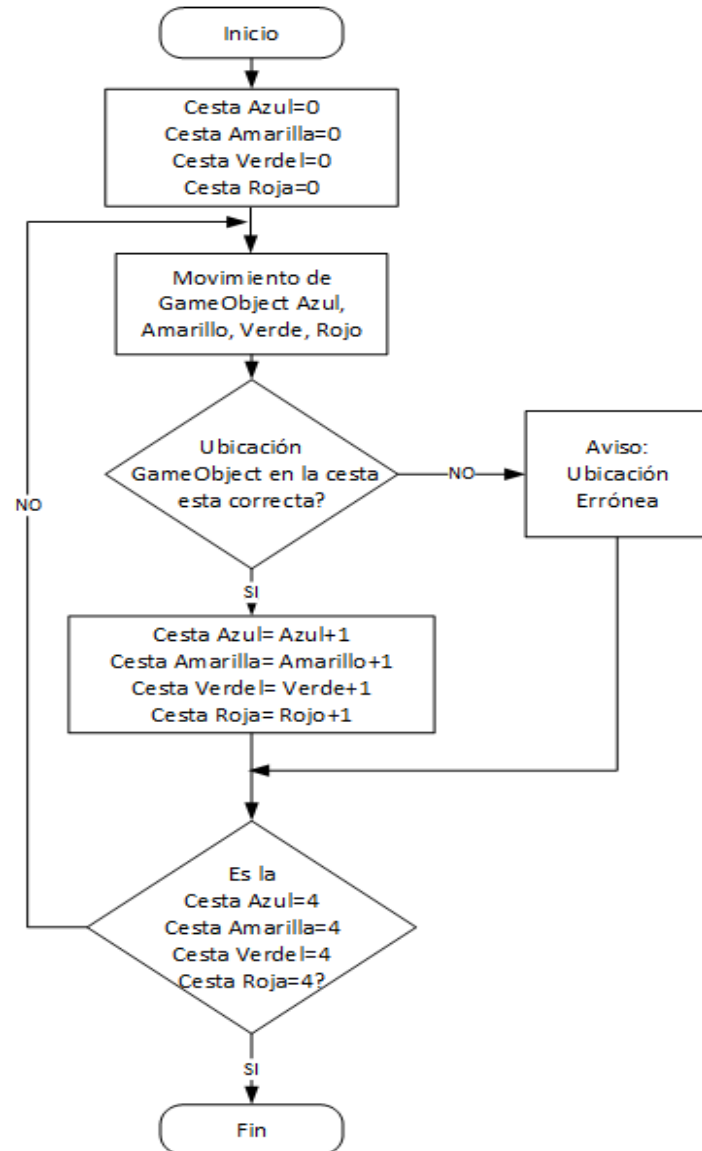 Inicio
Cesta Azul=0
Cesta Amarilla=0
Cesta Verdel=0
Cesta Roja=0
Movimiento de
GameObject Azul,
Amarillo, Verde, Rojo
Ubicación
GameObject en la cesta
esta correcta?
NO
Aviso:
Ubicación
Errónea
NO
SI
Cesta Azul= Azul+1
Cesta Amarilla= Amarillo+1
Cesta Verdel= Verde+1
Cesta Roja= Rojo+1
Es la
Cesta Azul=4
Cesta Amarilla=4
Cesta Verdel=4
Cesta Roja=4?
SI
Fin